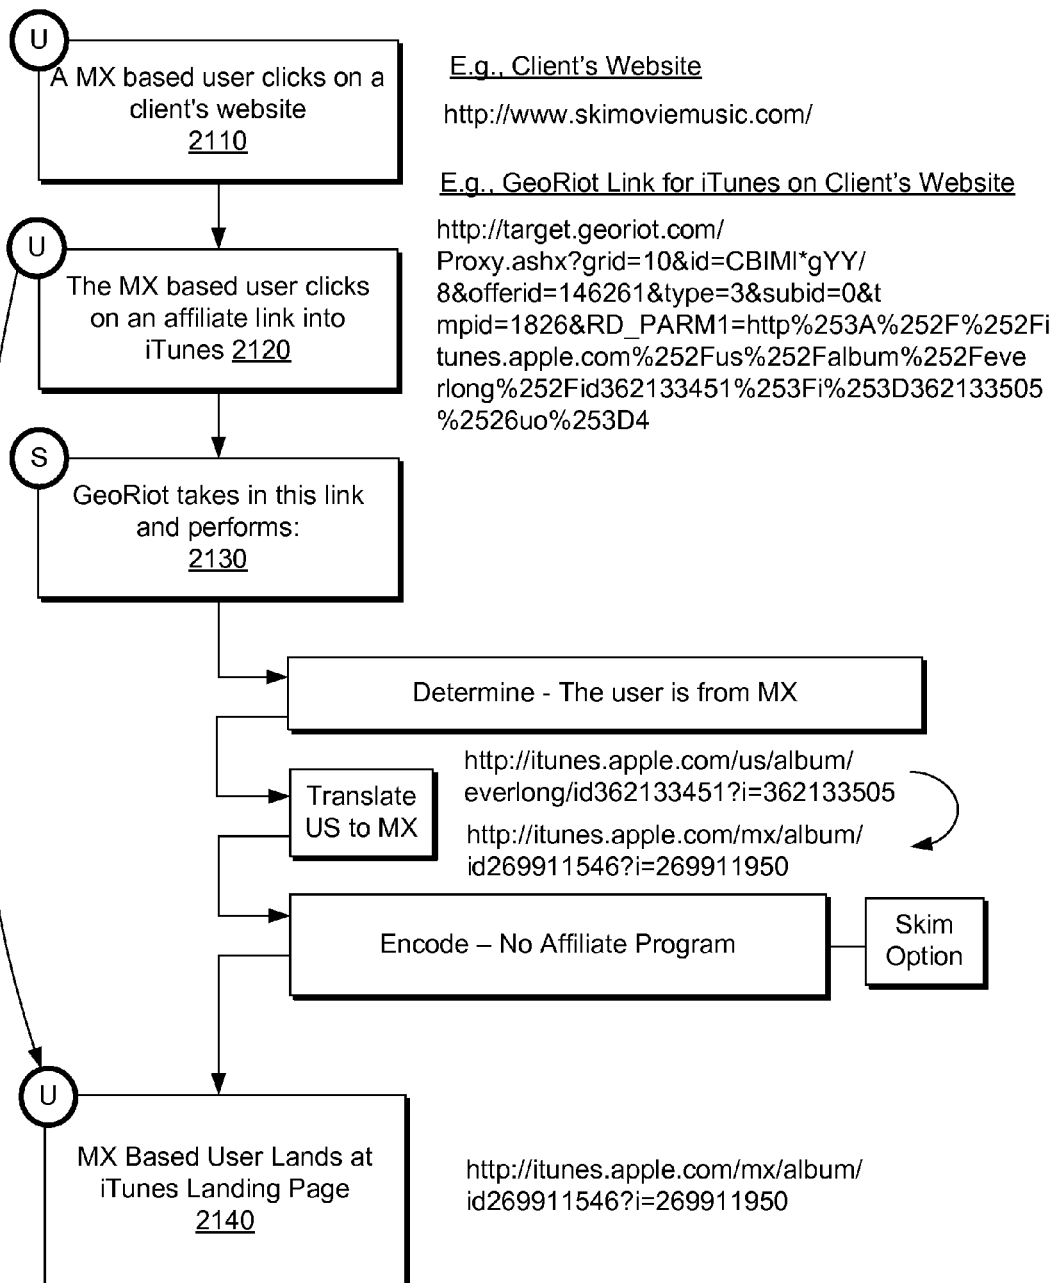 U
A MX based user clicks on a
client's website
2110
E.g., Client's Website
http://www.skimoviemusic.com/
E.g., GeoRiot Link for iTunes on Client's Website
http://target.georiot.com/
Proxy.ashx?grid=10&id=CBIMI*gYY/
8&offerid=146261&type=3&subid=0&t
mpid=1826&RD_PARM1=http%253A%252F%252Fi
tunes.apple.com%252Fus%252Falbum%252Feve
rlong%252Fid362133451%253Fi%253D362133505
%2526uo%253D4
U
The MX based user clicks
on an affiliate link into
iTunes 2120
S
GeoRiot takes in this link
and performs:
2130
Determine - The user is from MX
Translate
US to MX
http://itunes.apple.com/us/album/
everlong/id362133451?i=362133505
http://itunes.apple.com/mx/album/
id269911546?i=269911950
Encode – No Affiliate Program
Skim
Option
U
MX Based User Lands at
iTunes Landing Page
2140
http://itunes.apple.com/mx/album/
id269911546?i=269911950